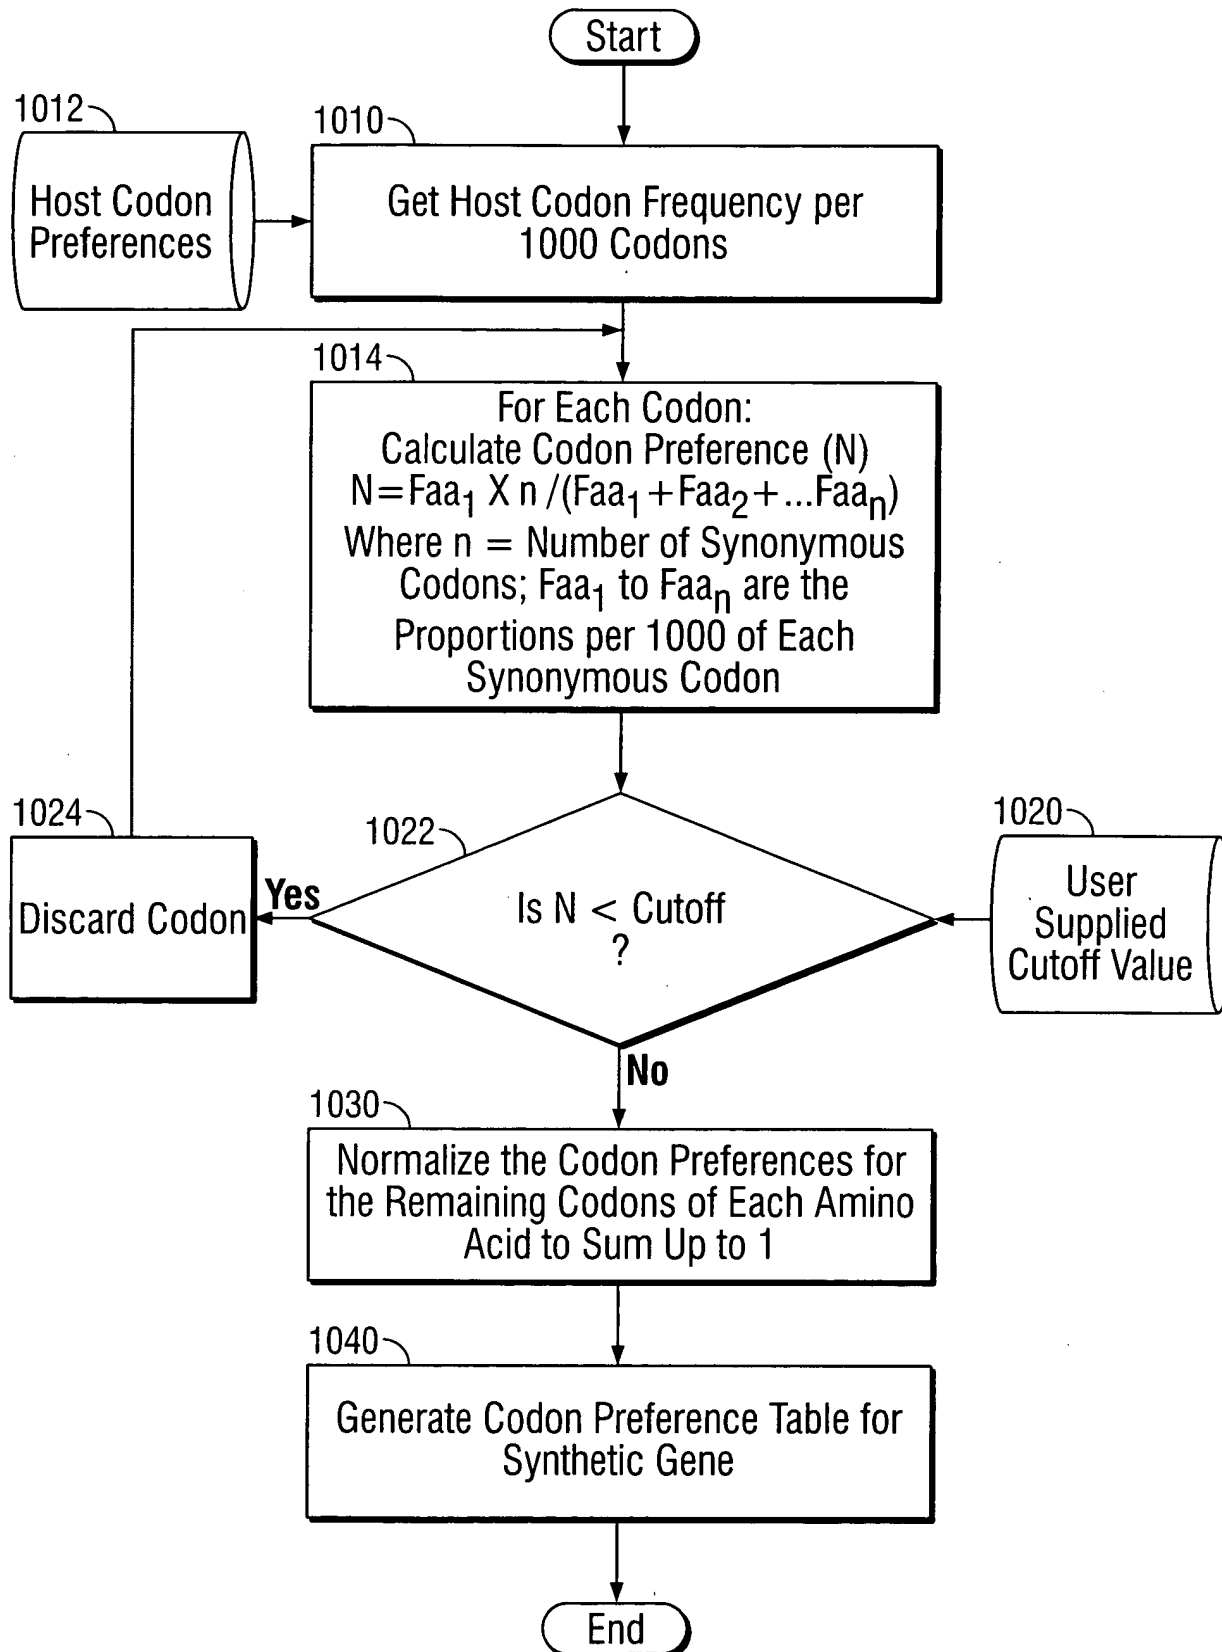 Start
1012
1010
Host Codon
Preferences
Get Host Codon Frequency per
1000 Codons
1014
For Each Codon:
Calculate Codon Preference (N)
N=Faa1 X n /(Faa1+Faa2+...Faan)
Where n = Number of Synonymous
Codons; Faa1 to Faan are the
Proportions per 1000 of Each
Synonymous Codon
1024
1022
1020
Discard Codon
Yes
Is N < Cutoff
?
User
Supplied
Cutoff Value
No
1030
Normalize the Codon Preferences for
the Remaining Codons of Each Amino
Acid to Sum Up to 1
1040
Generate Codon Preference Table for
Synthetic Gene
End